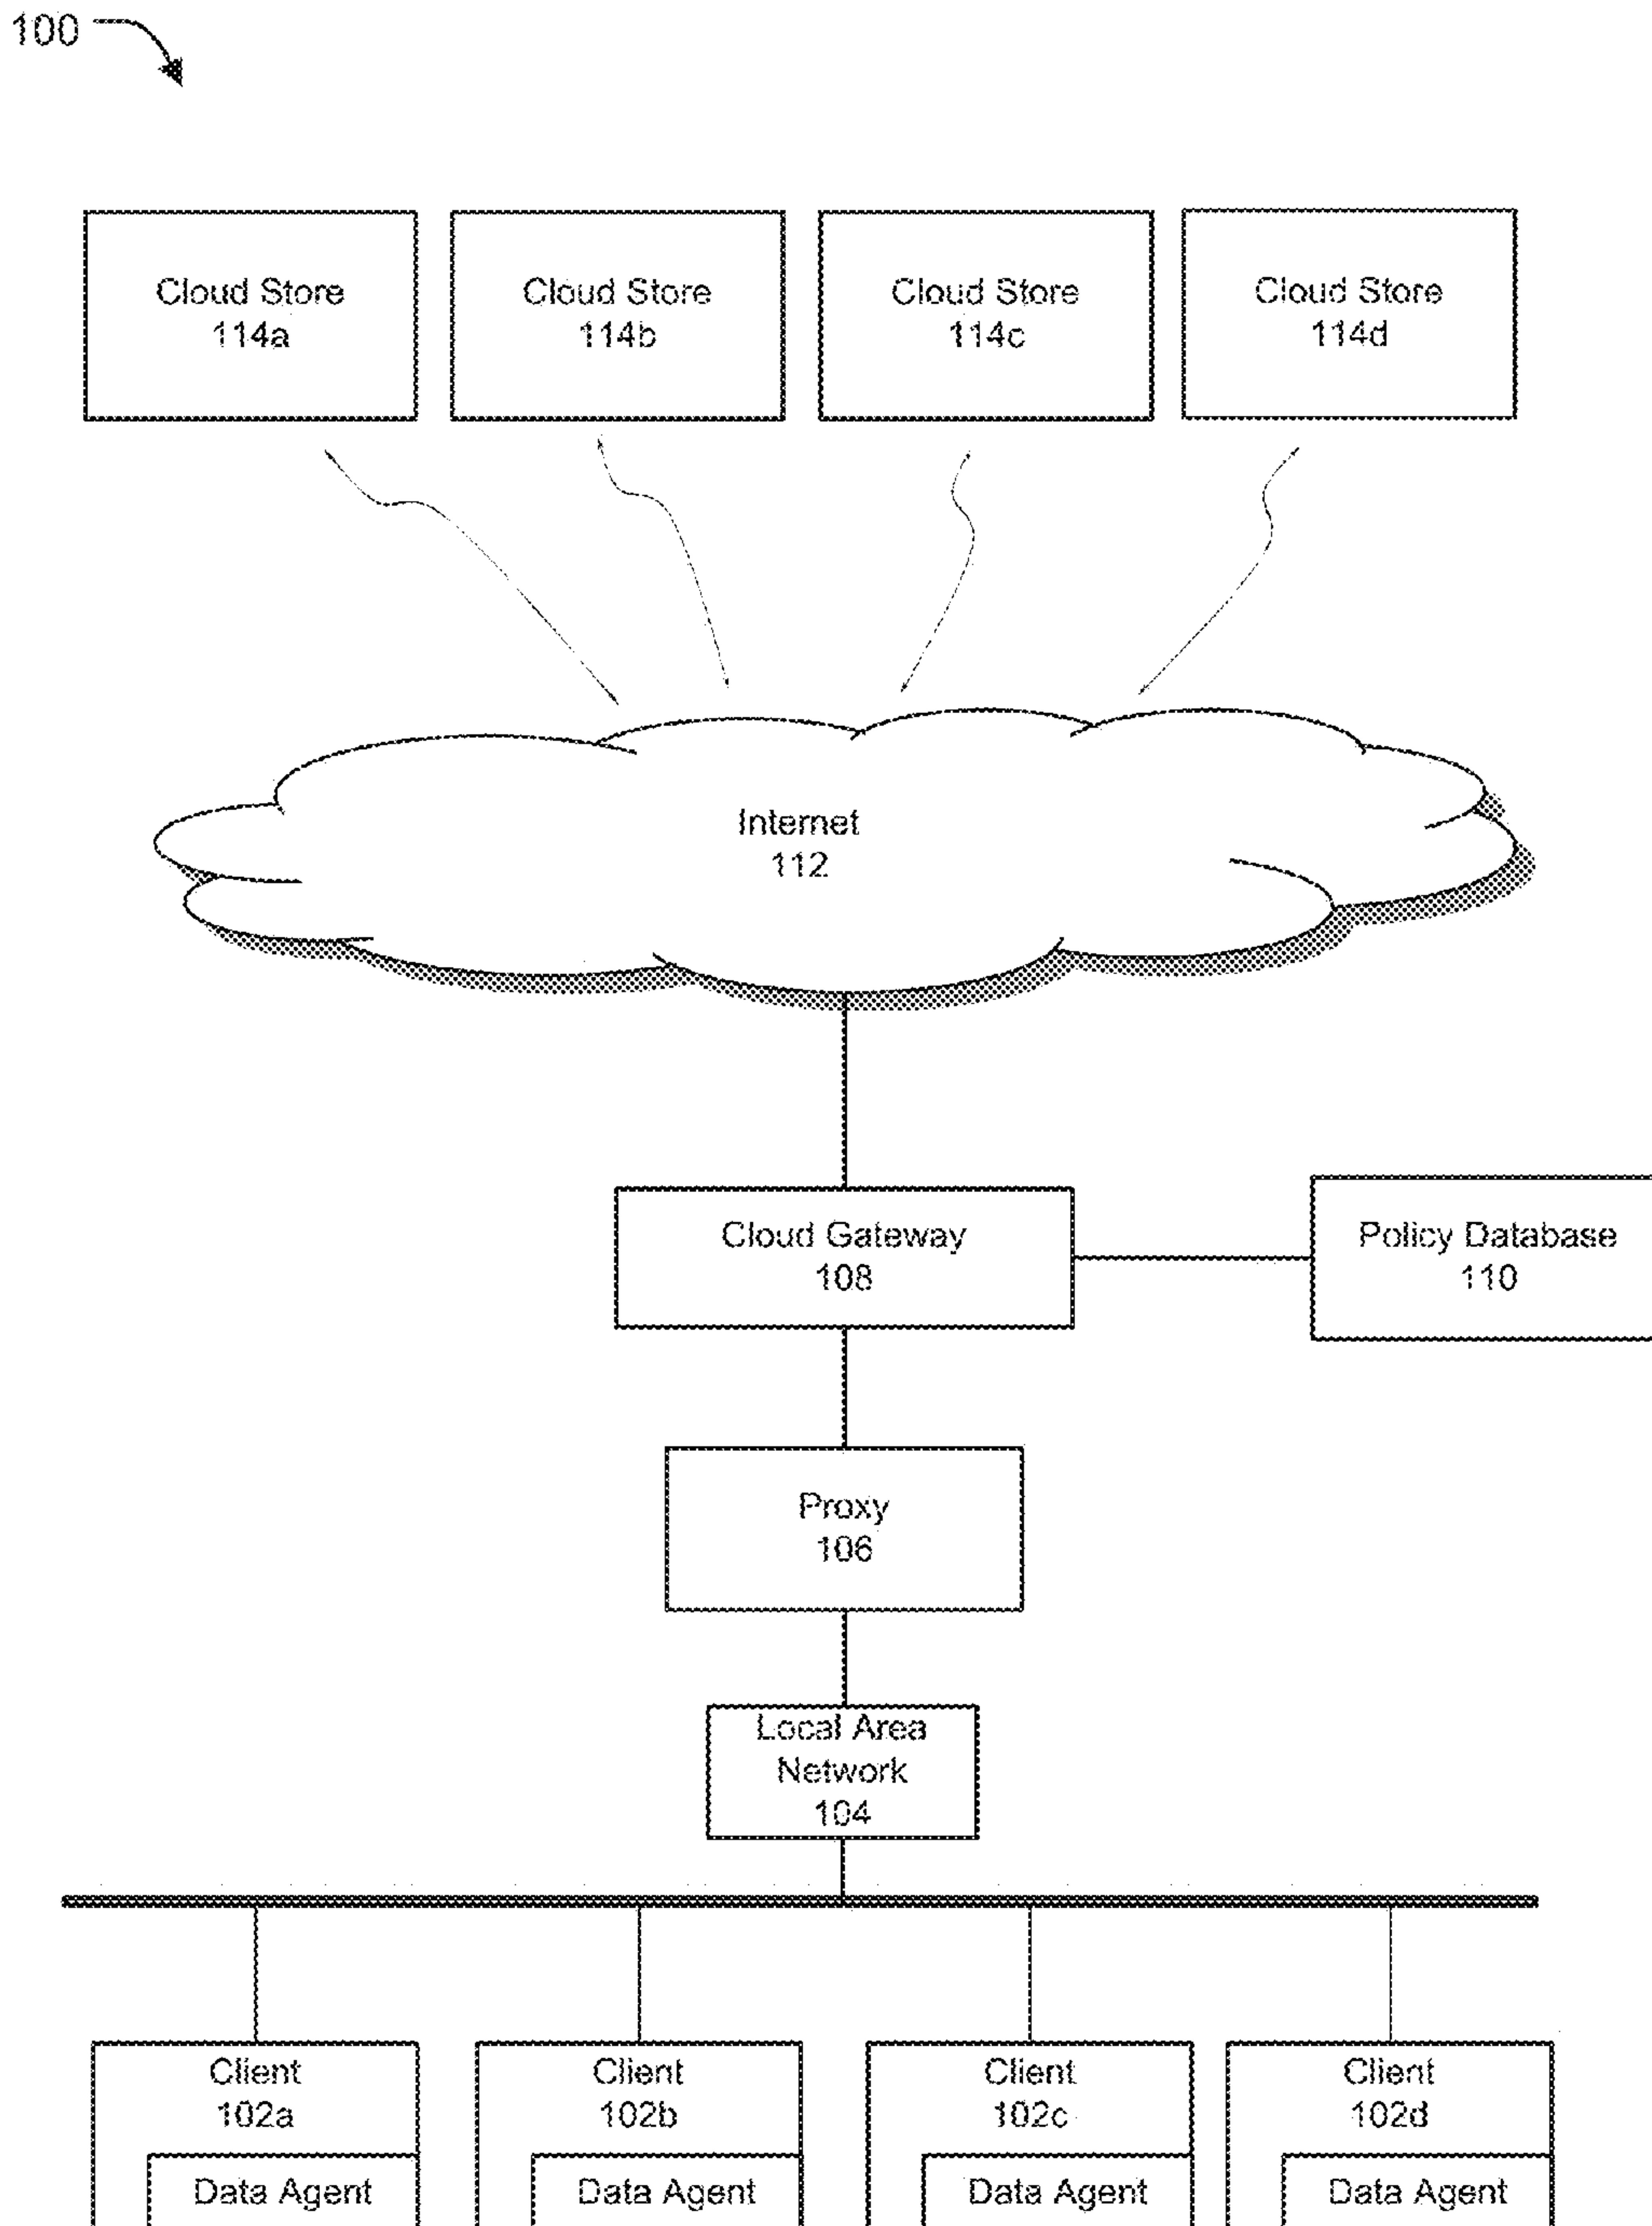 100
Cloud Store
114a
Cloud Store
114b
Cloud Store
114c
Cloud Store
114d
Internet
112
Cloud Gateway
108
Policy Database
110
Proxy
106
Local Area
Network
104
Client
102a
Data Agent
Client
102b
Data Agent
Client
102c
Data Agent
Client
102d
Data Agent